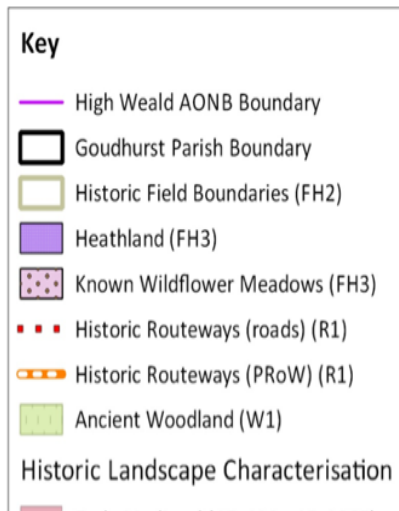 Key
High Weald AONB Boundary
Goudhurst Parish Boundary
Historic Field Boundaries (FH2)
Heathland (FH3)
Known Wildflower Meadows (FH3)
Historic Routeways (roads) (R1)
Historic Routeways (PRoW) (R1)
Ancient Woodland (W1)
Historic Landscape Characterisation